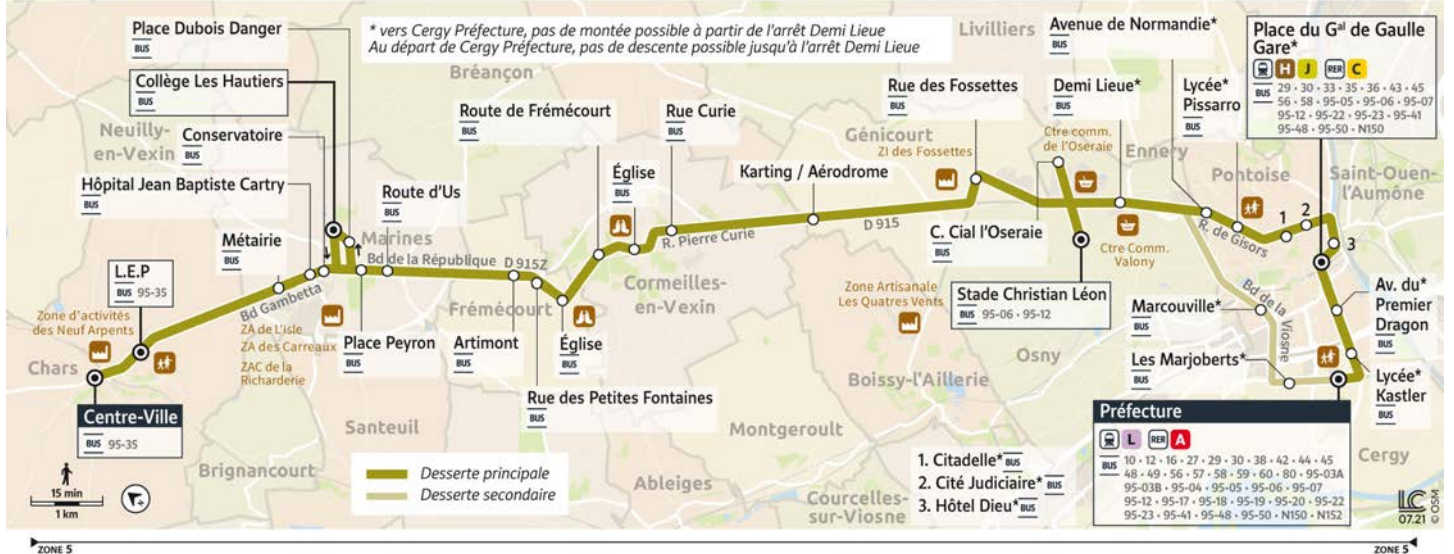 * vers Cergy Préfecture, pas de montée possible à partir de l'arrêt Demi Lieue
Au départ de Cergy Préfecture, pas de descente possible jusqu'à l'arrêt Demi Lieue
Place Dubois Danger
BUS
Collège Les Hautiers
BUS
Neuilly-
en-Vexin
Conservatoire
BUS
Hôpital Jean Baptiste Cartry
BUS
Métairie
BUS
L.E.P
BUS 95-35
Zone d'activités
des Neuf Arpents
Chars
Centre-Ville
BUS 95-35
Bd Gambetta
Marines
Bd de la République
Route d'Us
BUS
ZA de L'isle
ZA des Carreaux
ZAC de la
Richarderie
Place Peyron
BUS
Bréançon
D 915Z
Frémécourt
Artimont
BUS
Rue des Petites Fontaines
BUS
Église
BUS
Route de Frémécourt
BUS
Église
BUS
Rue Curie
BUS
R. Pierre Curie
Cormeilles-
en-Vexin
Karting / Aérodrome
D 915
Génicourt
ZI des Fossettes
Rue des Fossettes
BUS
Livilliers
Ctre comm.
de l'Oseraie
C. Cial l'Oseraie
BUS
Stade Christian Léon
BUS 95-06 • 95-12
Demi Lieue*
BUS
Ennery
Ctre Comm.
Valony
Avenue de Normandie*
BUS
Lycée*
Pissarro
BUS
R. de Gisors
Pontoise
1
2
3
Place du Gal de Gaulle
Gare*
H J RER C
BUS 29 • 30 • 33 • 35 • 36 • 43 • 45
56 • 58 • 95-05 • 95-06 • 95-07
95-12 • 95-22 • 95-23 • 95-41
95-48 • 95-50 • N150
Saint-Ouen-
l'Aumône
Av. du*
Premier
Dragon
BUS
Lycée*
Kastler
BUS
Cergy
Bd de la Viosne
Marcouville*
BUS
Les Marjoberts*
BUS
Osny
Zone Artisanale
Les Quatres Vents
Boissy-l'Aillerie
Montgeroult
Courcelles-
sur-Viosne
Ableiges
Santeuil
Brignancourt
Préfecture
L RER A
BUS 10 • 12 • 16 • 27 • 29 • 30 • 38 • 42 • 44 • 45
48 • 49 • 56 • 57 • 58 • 59 • 60 • 80 • 95-03A
95-03B • 95-04 • 95-05 • 95-06 • 95-07
95-12 • 95-17 • 95-18 • 95-19 • 95-20 • 95-22
95-23 • 95-41 • 95-48 • 95-50 • N150 • N152
1. Citadelle* BUS
2. Cité Judiciaire* BUS
3. Hôtel Dieu* BUS
Desserte principale
Desserte secondaire
15 min
1 km
LC
07.21
© OSM
ZONE 5
ZONE 5